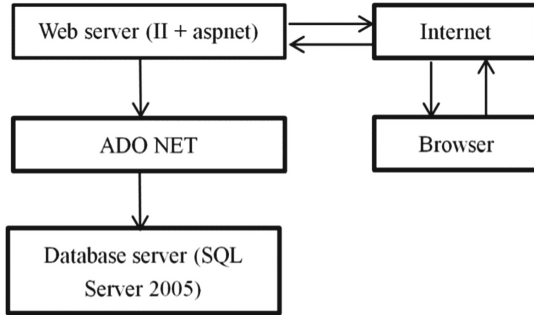 Web server (II + aspnet)
Internet
ADO NET
Browser
Database server (SQL
Server 2005)